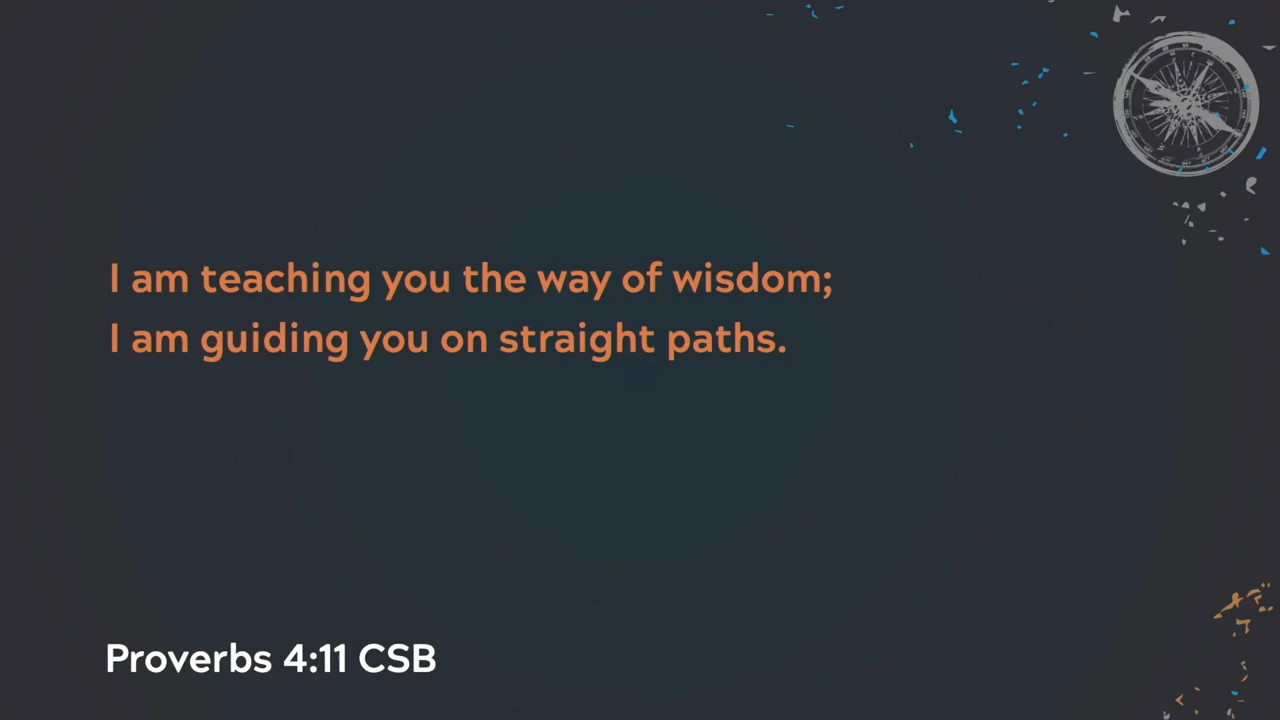 I am teaching you the way of wisdom;
I am guiding you on straight paths.
Proverbs 4:11 CSB